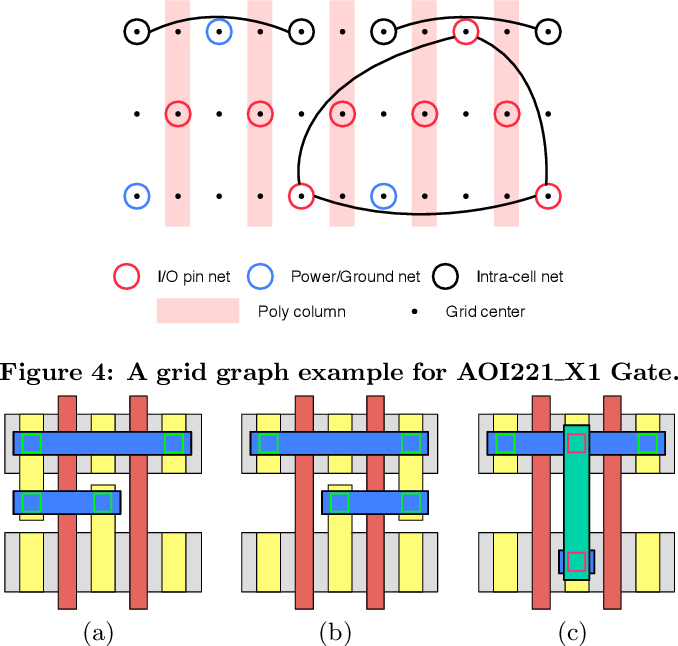 I/O pin net Power/Ground net Intra-cell net
Poly column Grid center
Figure 4: A grid graph example for AOI221_X1 Gate.
(a) (b) (c)